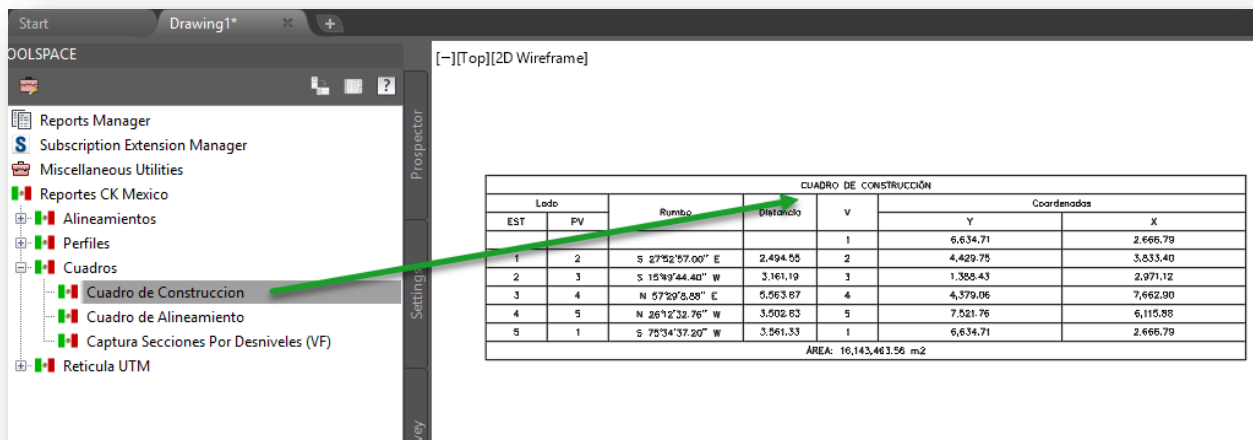 Start
Drawing1*
OOLSPACE
Reports Manager
Subscription Extension Manager
Miscellaneous Utilities
Reportes CK Mexico
Alineamientos
Perfiles
Cuadros
Cuadro de Construccion
Cuadro de Alineamiento
Captura Secciones Por Desniveles (VF)
Reticula UTM
Prospector
Settings
vey
[−][Top][2D Wireframe]
CUADRO DE CONSTRUCCIÓN
Lado Rumbo Distancia V Coordenadas
EST PV Y X
1 6,634.71 2,666.79
1 2 S 27°52'57.00" E 2,494.55 2 4,429.75 3,833.40
2 3 S 15°49'44.40" W 3,161.19 3 1,388.43 2,971.12
3 4 N 57°29'8.88" E 5,563.87 4 4,379.06 7,662.90
4 5 N 26°12'32.76" W 3,502.83 5 7,521.76 6,115.88
5 1 S 75°34'37.20" W 3,561.33 1 6,634.71 2,666.79
ÁREA: 16,143,463.56 m2